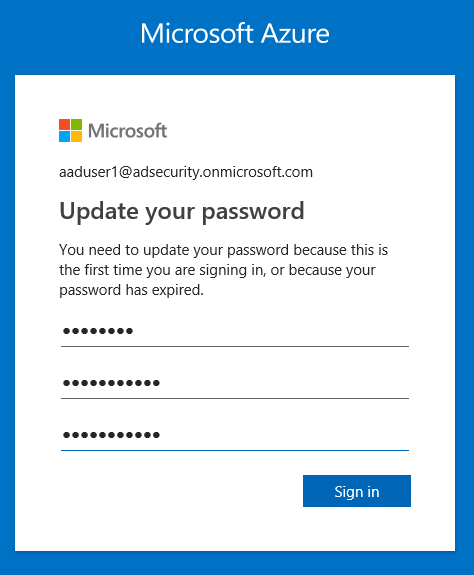 Microsoft Azure
Microsoft
aaduser1@adsecurity.onmicrosoft.com
Update your password
You need to update your password because this is
the first time you are signing in, or because your
password has expired.
••••••••
•••••••••••
•••••••••••
Sign in